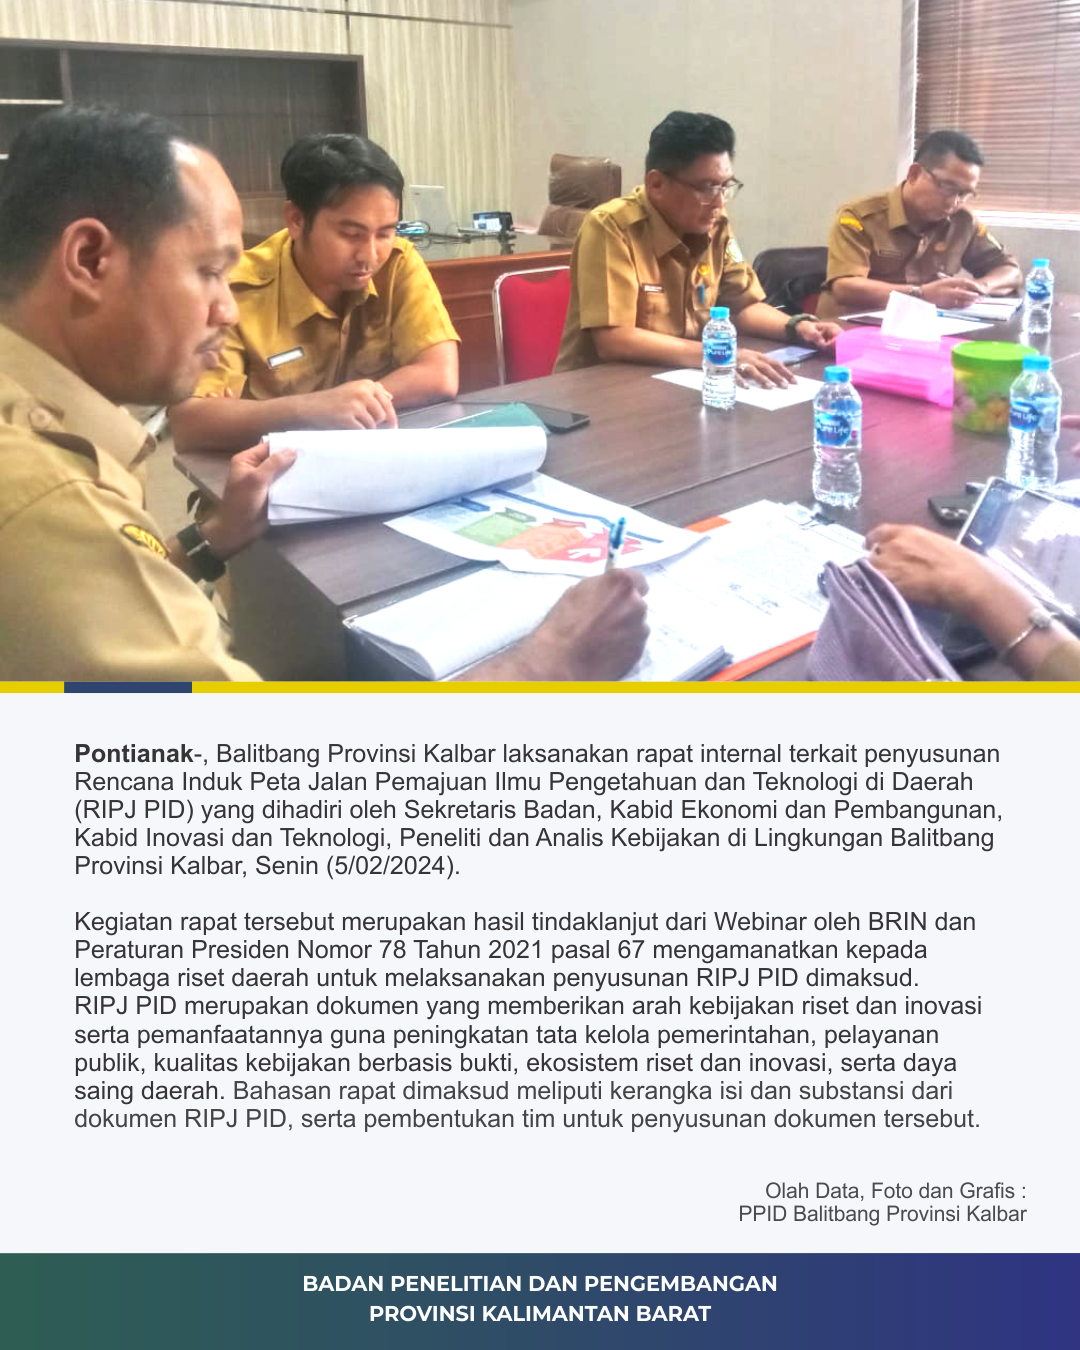 Pure Life
Pontianak-, Balitbang Provinsi Kalbar laksanakan rapat internal terkait penyusunan
Rencana Induk Peta Jalan Pemajuan Ilmu Pengetahuan dan Teknologi di Daerah
(RIPJ PID) yang dihadiri oleh Sekretaris Badan, Kabid Ekonomi dan Pembangunan,
Kabid Inovasi dan Teknologi, Peneliti dan Analis Kebijakan di Lingkungan Balitbang
Provinsi Kalbar, Senin (5/02/2024).
Kegiatan rapat tersebut merupakan hasil tindaklanjut dari Webinar oleh BRIN dan
Peraturan Presiden Nomor 78 Tahun 2021 pasal 67 mengamanatkan kepada
lembaga riset daerah untuk melaksanakan penyusunan RIPJ PID dimaksud.
RIPJ PID merupakan dokumen yang memberikan arah kebijakan riset dan inovasi
serta pemanfaatannya guna peningkatan tata kelola pemerintahan, pelayanan
publik, kualitas kebijakan berbasis bukti, ekosistem riset dan inovasi, serta daya
saing daerah. Bahasan rapat dimaksud meliputi kerangka isi dan substansi dari
dokumen RIPJ PID, serta pembentukan tim untuk penyusunan dokumen tersebut.
Olah Data, Foto dan Grafis :
PPID Balitbang Provinsi Kalbar
BADAN PENELITIAN DAN PENGEMBANGAN
PROVINSI KALIMANTAN BARAT